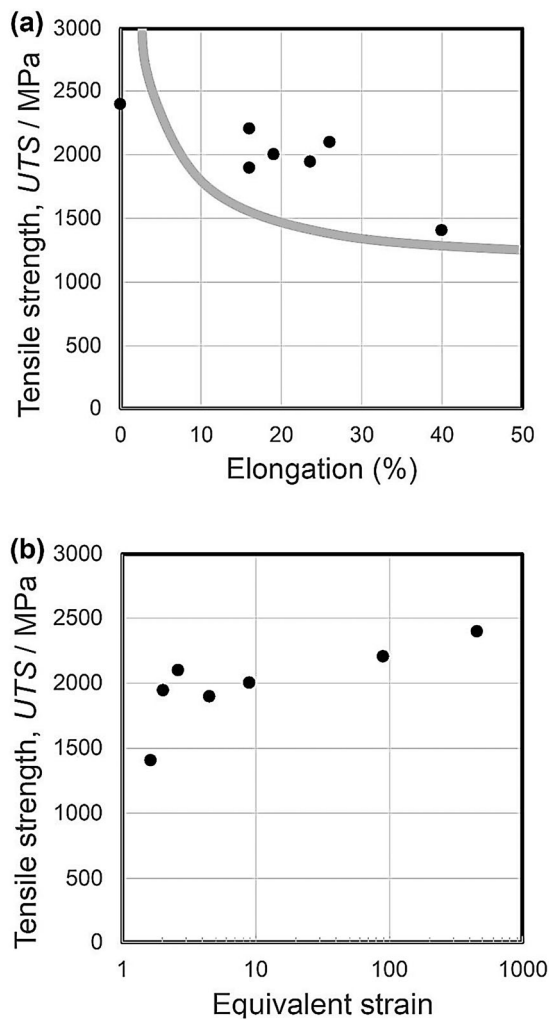 (a)
3000
2500
2000
1500
1000
500
0
Tensile strength, UTS / MPa
0 10 20 30 40 50
Elongation (%)
(b)
3000
2500
2000
1500
1000
500
0
Tensile strength, UTS / MPa
1 10 100 1000
Equivalent strain